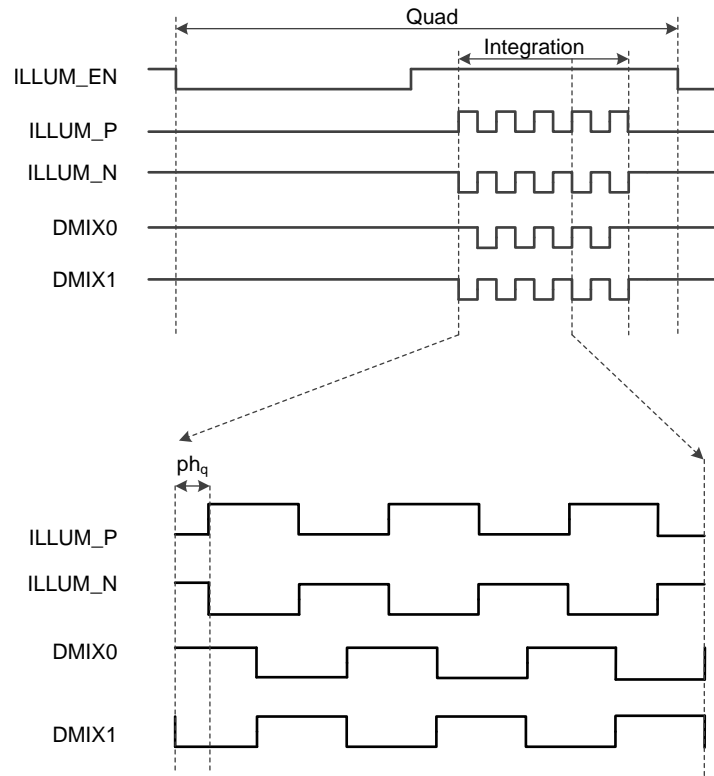 Quad
Integration
ILLUM_EN
ILLUM_P
ILLUM_N
DMIX0
DMIX1
phq
ILLUM_P
ILLUM_N
DMIX0
DMIX1